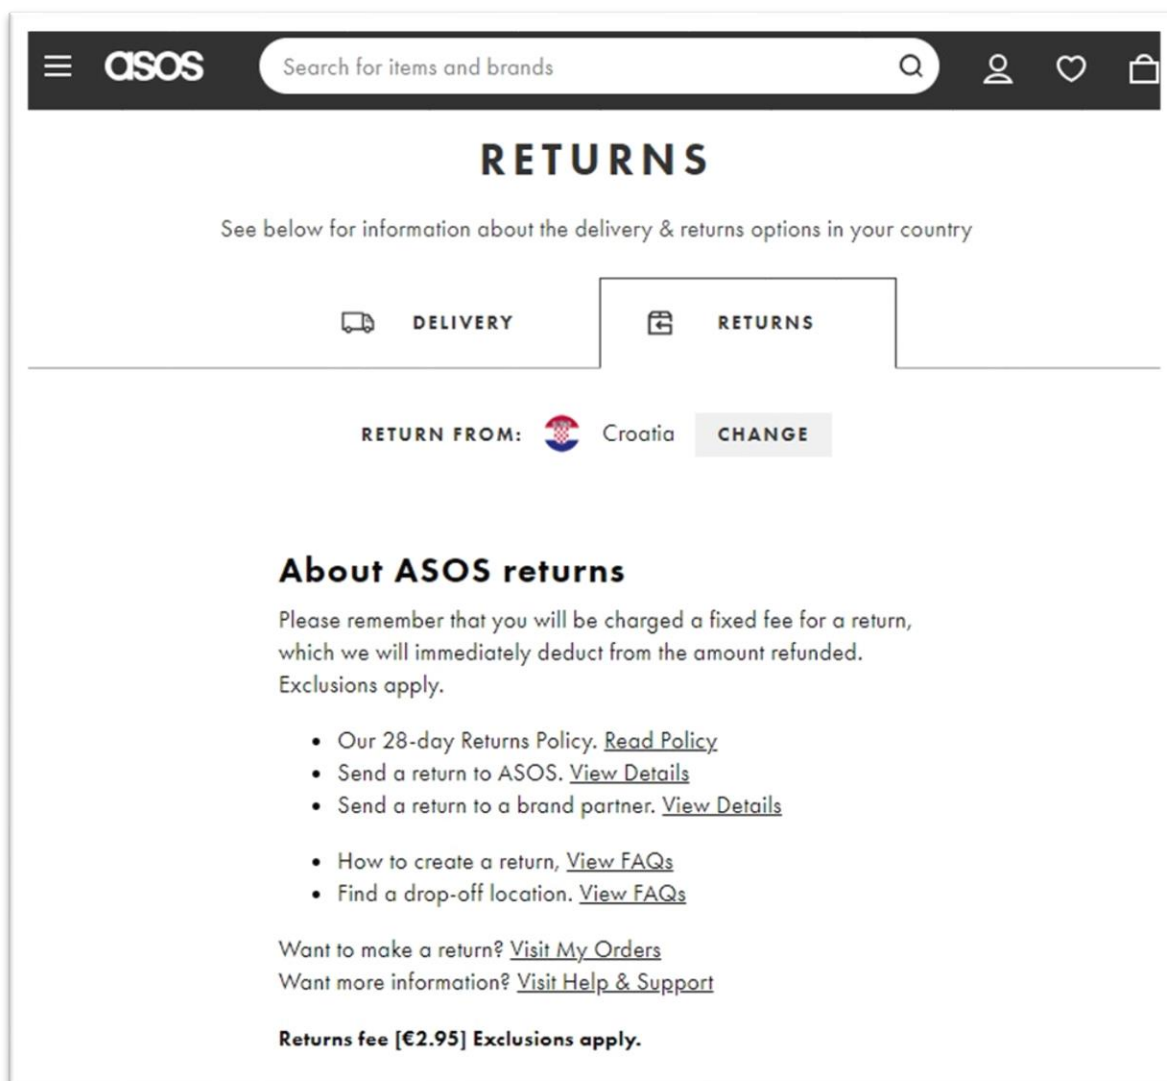 asos
Search for items and brands
RETURNS
See below for information about the delivery & returns options in your country
DELIVERY
RETURNS
RETURN FROM: Croatia CHANGE
About ASOS returns
Please remember that you will be charged a fixed fee for a return,
which we will immediately deduct from the amount refunded.
Exclusions apply.
• Our 28-day Returns Policy. Read Policy
• Send a return to ASOS. View Details
• Send a return to a brand partner. View Details
• How to create a return, View FAQs
• Find a drop-off location. View FAQs
Want to make a return? Visit My Orders
Want more information? Visit Help & Support
Returns fee [€2.95] Exclusions apply.